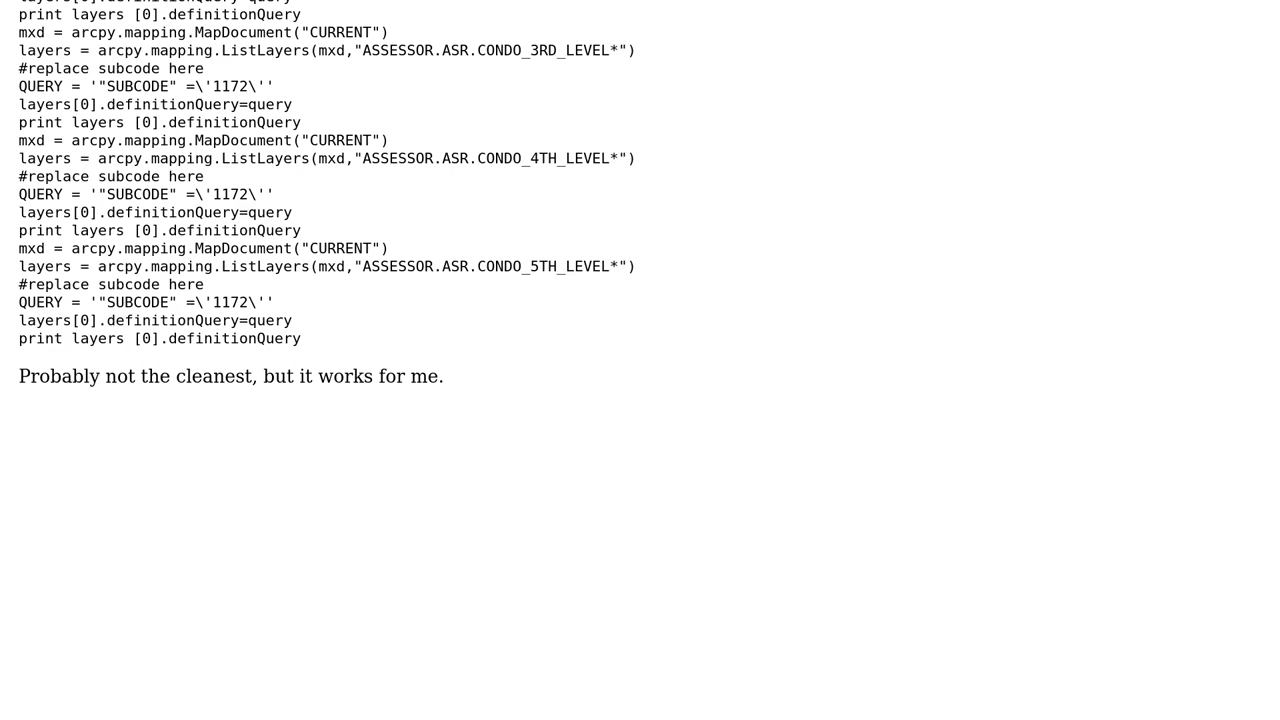 print layers [0].definitionQuery
mxd = arcpy.mapping.MapDocument("CURRENT")
layers = arcpy.mapping.ListLayers(mxd,"ASSESSOR.ASR.CONDO_3RD_LEVEL*")
#replace subcode here
QUERY = '"SUBCODE" =\'1172\''
layers[0].definitionQuery=query
print layers [0].definitionQuery
mxd = arcpy.mapping.MapDocument("CURRENT")
layers = arcpy.mapping.ListLayers(mxd,"ASSESSOR.ASR.CONDO_4TH_LEVEL*")
#replace subcode here
QUERY = '"SUBCODE" =\'1172\''
layers[0].definitionQuery=query
print layers [0].definitionQuery
mxd = arcpy.mapping.MapDocument("CURRENT")
layers = arcpy.mapping.ListLayers(mxd,"ASSESSOR.ASR.CONDO_5TH_LEVEL*")
#replace subcode here
QUERY = '"SUBCODE" =\'1172\''
layers[0].definitionQuery=query
print layers [0].definitionQuery
Probably not the cleanest, but it works for me.